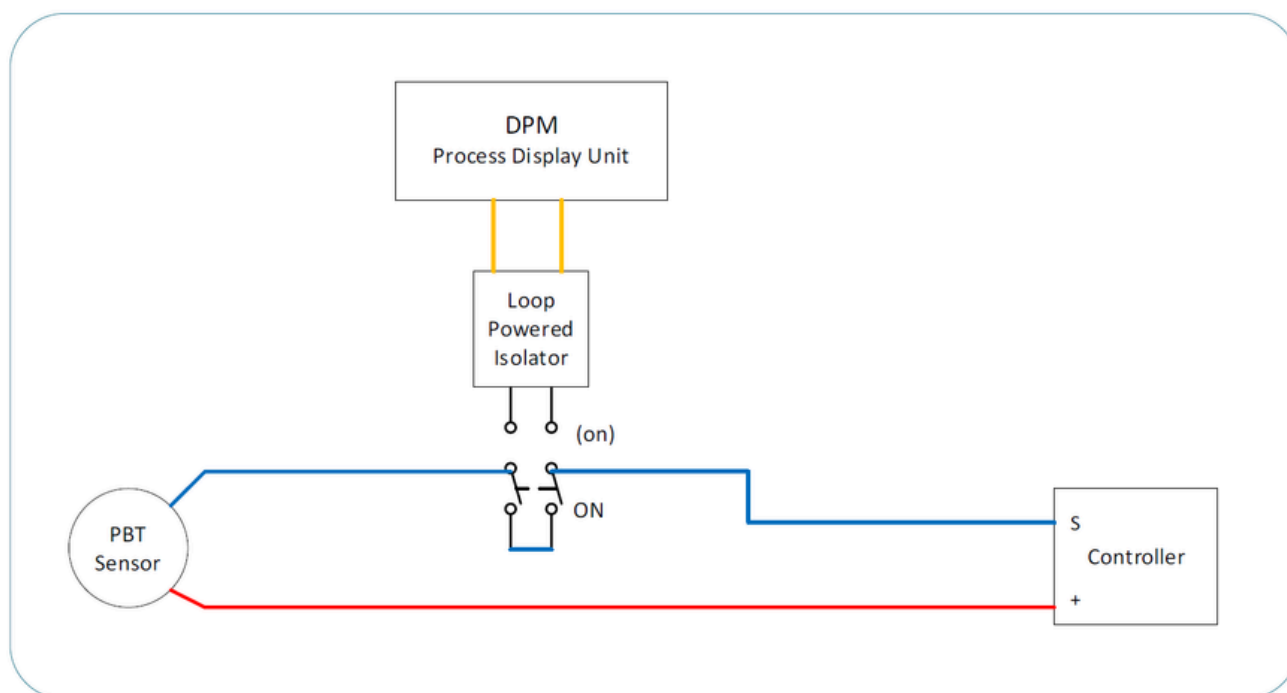 DPM
Process Display Unit
Loop
Powered
Isolator
(on)
ON
PBT
Sensor
S
Controller
+